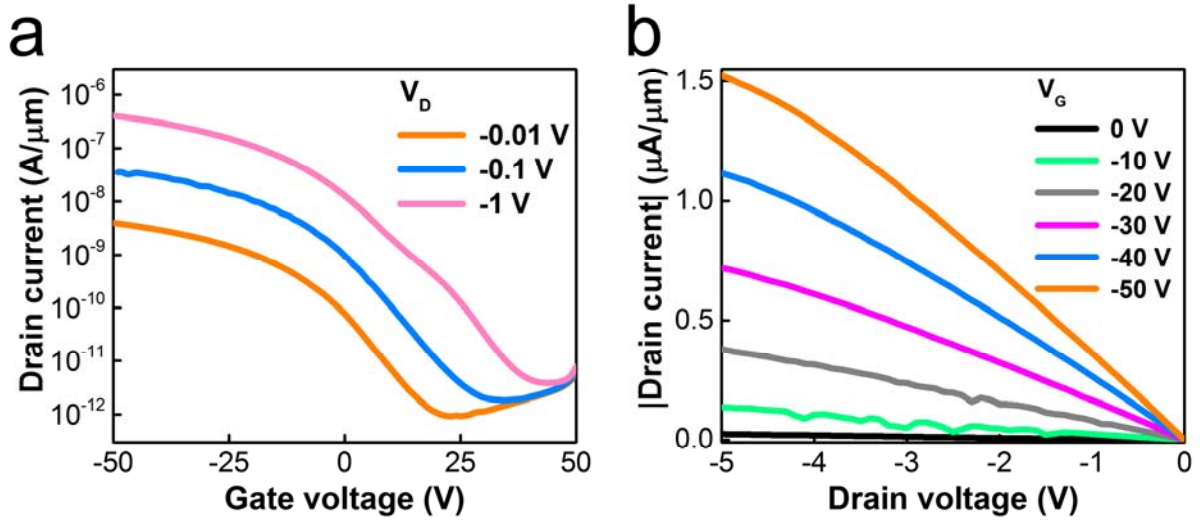 a
Drain current (A/μm)
10⁻⁶
10⁻⁷
10⁻⁸
10⁻⁹
10⁻¹⁰
10⁻¹¹
10⁻¹²
V_D
-0.01 V
-0.1 V
-1 V
-50
-25
0
25
50
Gate voltage (V)
b
|Drain current| (μA/μm)
1.5
1.0
0.5
0.0
V_G
0 V
-10 V
-20 V
-30 V
-40 V
-50 V
-5
-4
-3
-2
-1
0
Drain voltage (V)